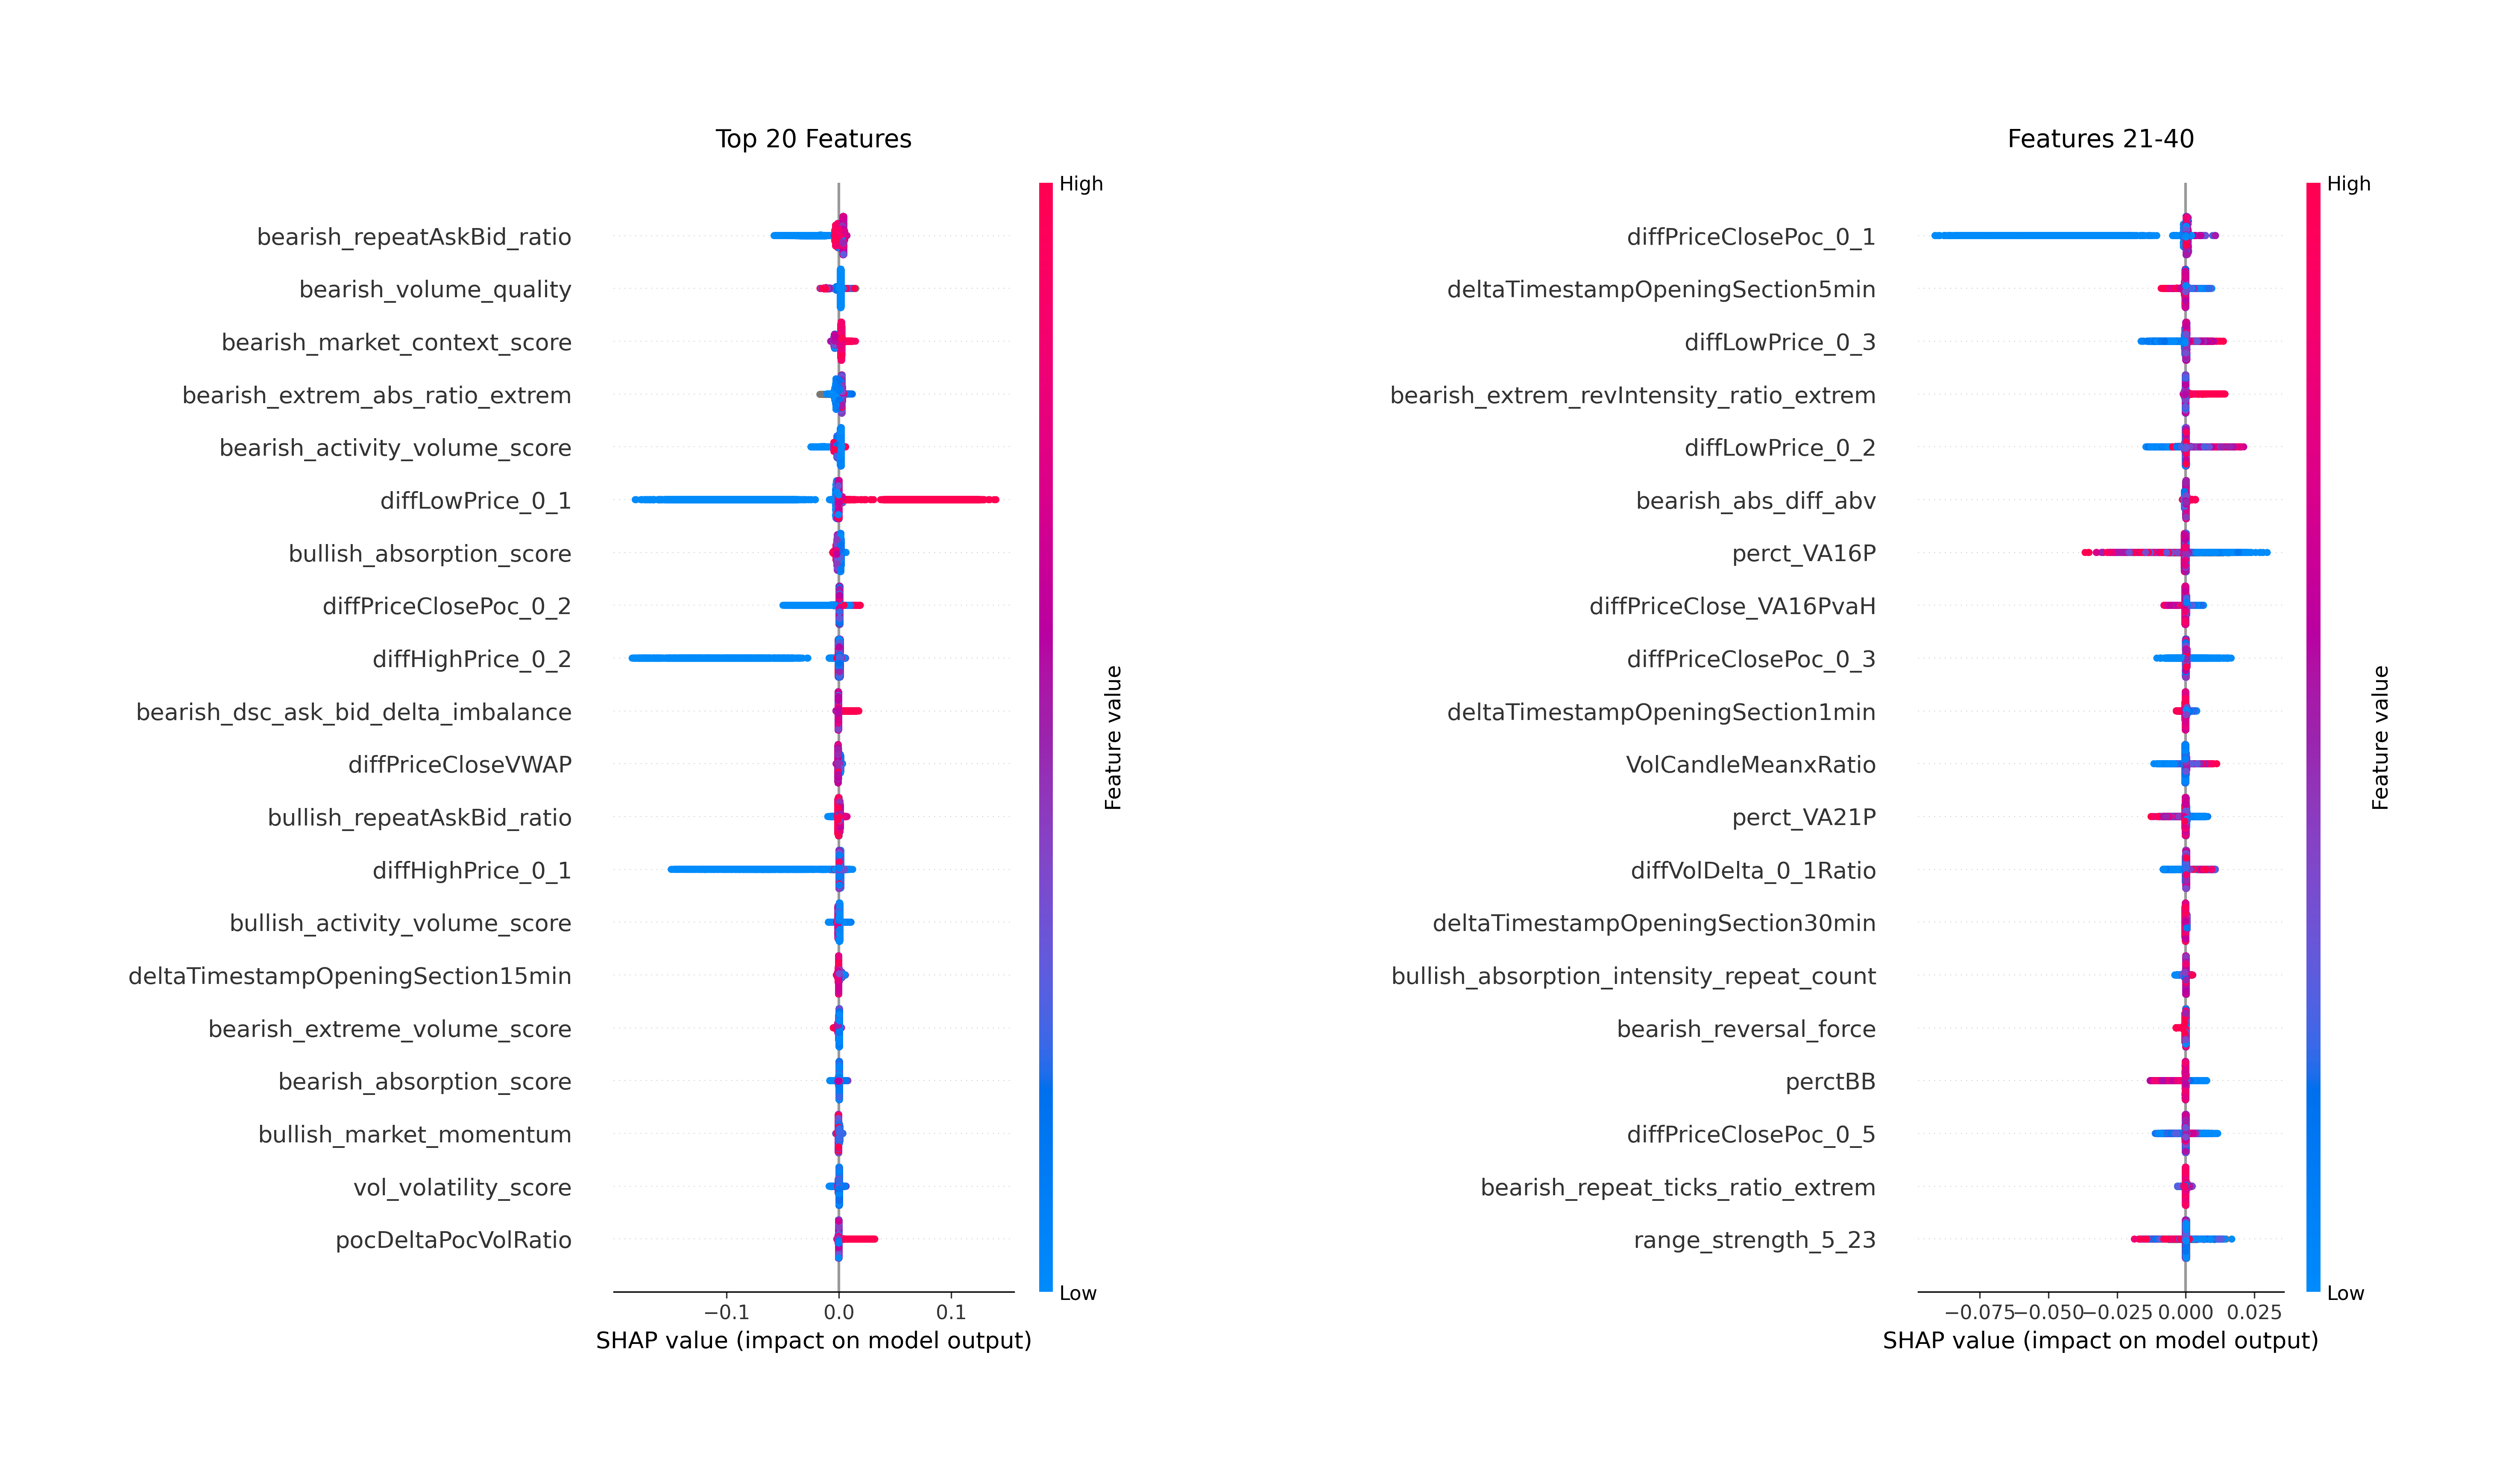 Top 20 Features
High
bearish_repeatAskBid_ratio
bearish_volume_quality
bearish_market_context_score
bearish_extrem_abs_ratio_extrem
bearish_activity_volume_score
diffLowPrice_0_1
bullish_absorption_score
diffPriceClosePoc_0_2
diffHighPrice_0_2
bearish_dsc_ask_bid_delta_imbalance
diffPriceCloseVWAP
bullish_repeatAskBid_ratio
diffHighPrice_0_1
bullish_activity_volume_score
deltaTimestampOpeningSection15min
bearish_extreme_volume_score
bearish_absorption_score
bullish_market_momentum
vol_volatility_score
pocDeltaPocVolRatio
Feature value
Low
−0.1 0.0 0.1
SHAP value (impact on model output)
Features 21-40
High
diffPriceClosePoc_0_1
deltaTimestampOpeningSection5min
diffLowPrice_0_3
bearish_extrem_revIntensity_ratio_extrem
diffLowPrice_0_2
bearish_abs_diff_abv
perct_VA16P
diffPriceClose_VA16PvaH
diffPriceClosePoc_0_3
deltaTimestampOpeningSection1min
VolCandleMeanxRatio
perct_VA21P
diffVolDelta_0_1Ratio
deltaTimestampOpeningSection30min
bullish_absorption_intensity_repeat_count
bearish_reversal_force
perctBB
diffPriceClosePoc_0_5
bearish_repeat_ticks_ratio_extrem
range_strength_5_23
Feature value
Low
−0.075 −0.050 −0.025 0.000 0.025
SHAP value (impact on model output)